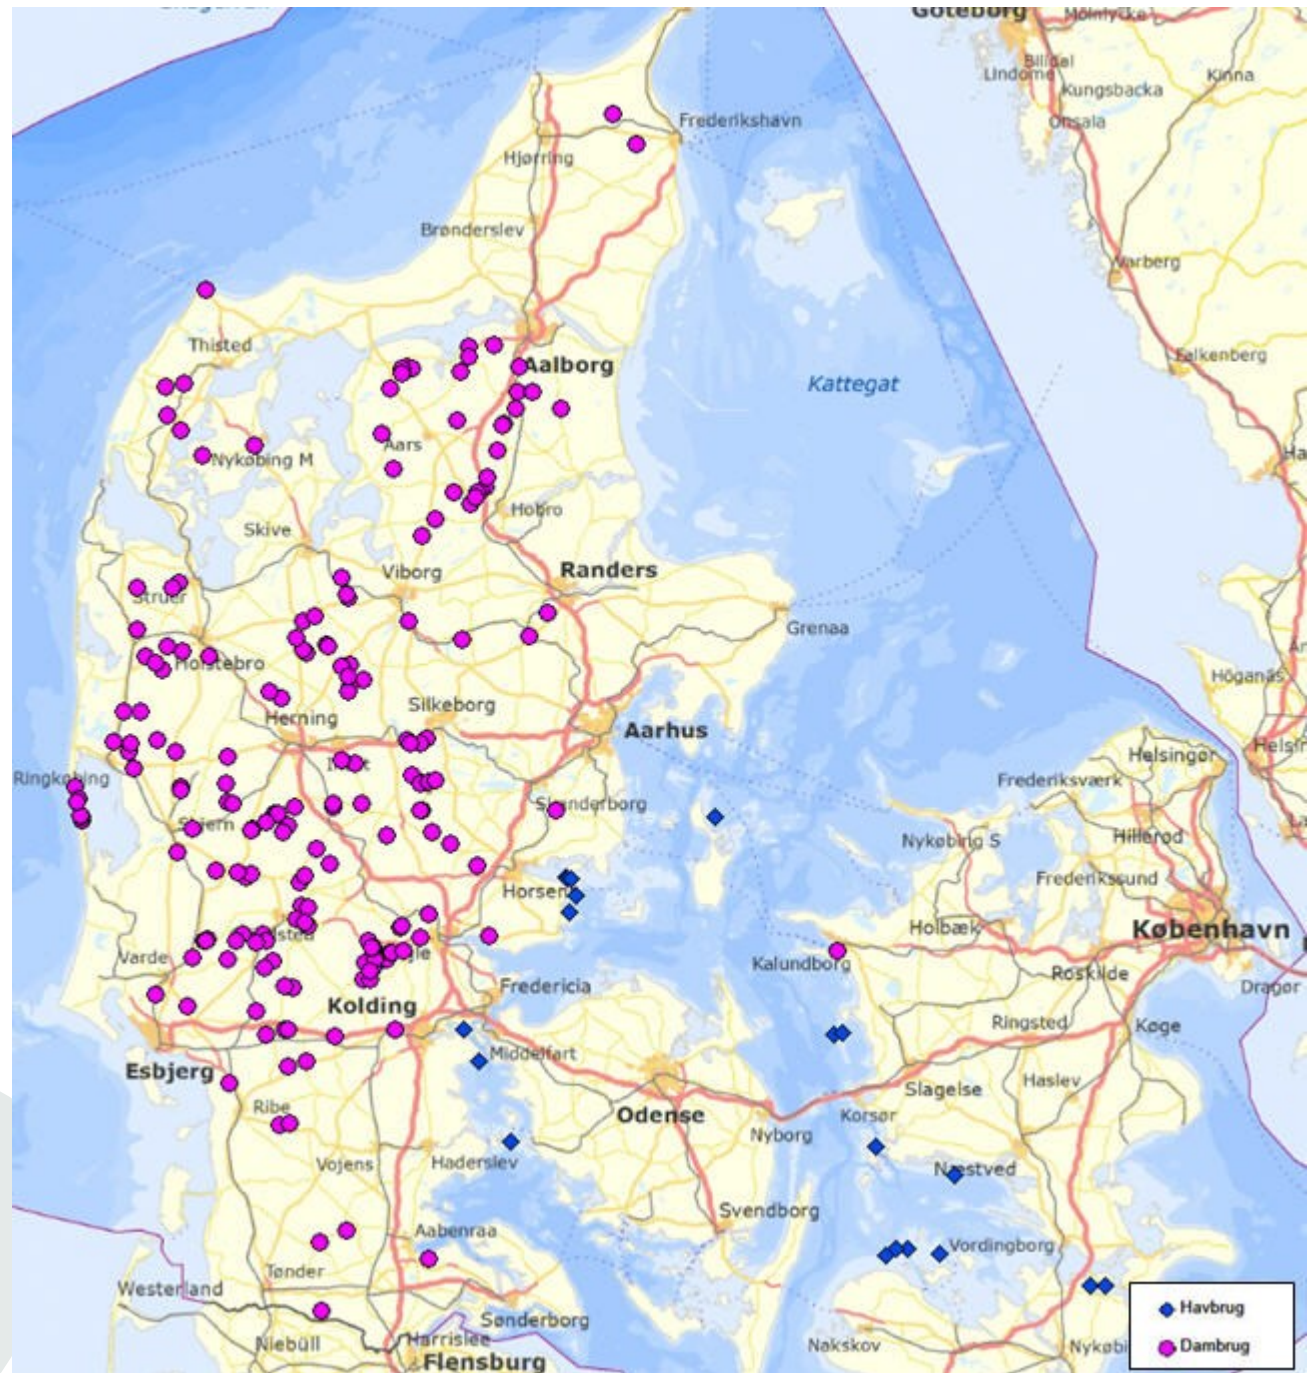 Göteborg
Mölnlycke
Billdal
Lindome
Kinna
Kungsbacka
Onsala
Frederikshavn
Hjørring
Brønderslev
Varberg
Thisted
Falkenberg
Aalborg
Kattegat
Aars
Nykøbing M
Hobro
Skive
Viborg
Randers
Struer
Grenaa
Holstebro
Höganäs
Silkeborg
Herning
Aarhus
Helsingør
Ringkøbing
Frederiksværk
Skanderborg
Skjern
Hillerød
Nykøbing S
Frederikssund
Horsens
Holbæk
København
Varde
Kalundborg
Roskilde
Dragør
Fredericia
Kolding
Ringsted
Køge
Middelfart
Esbjerg
Slagelse
Haslev
Ribe
Odense
Korsør
Nyborg
Vojens
Haderslev
Næstved
Svendborg
Aabenraa
Vordingborg
Tønder
Westerland
Sønderborg
Havbrug
Niebüll
Harrislee
Nakskov
Nykøbi
Dambrug
Flensburg